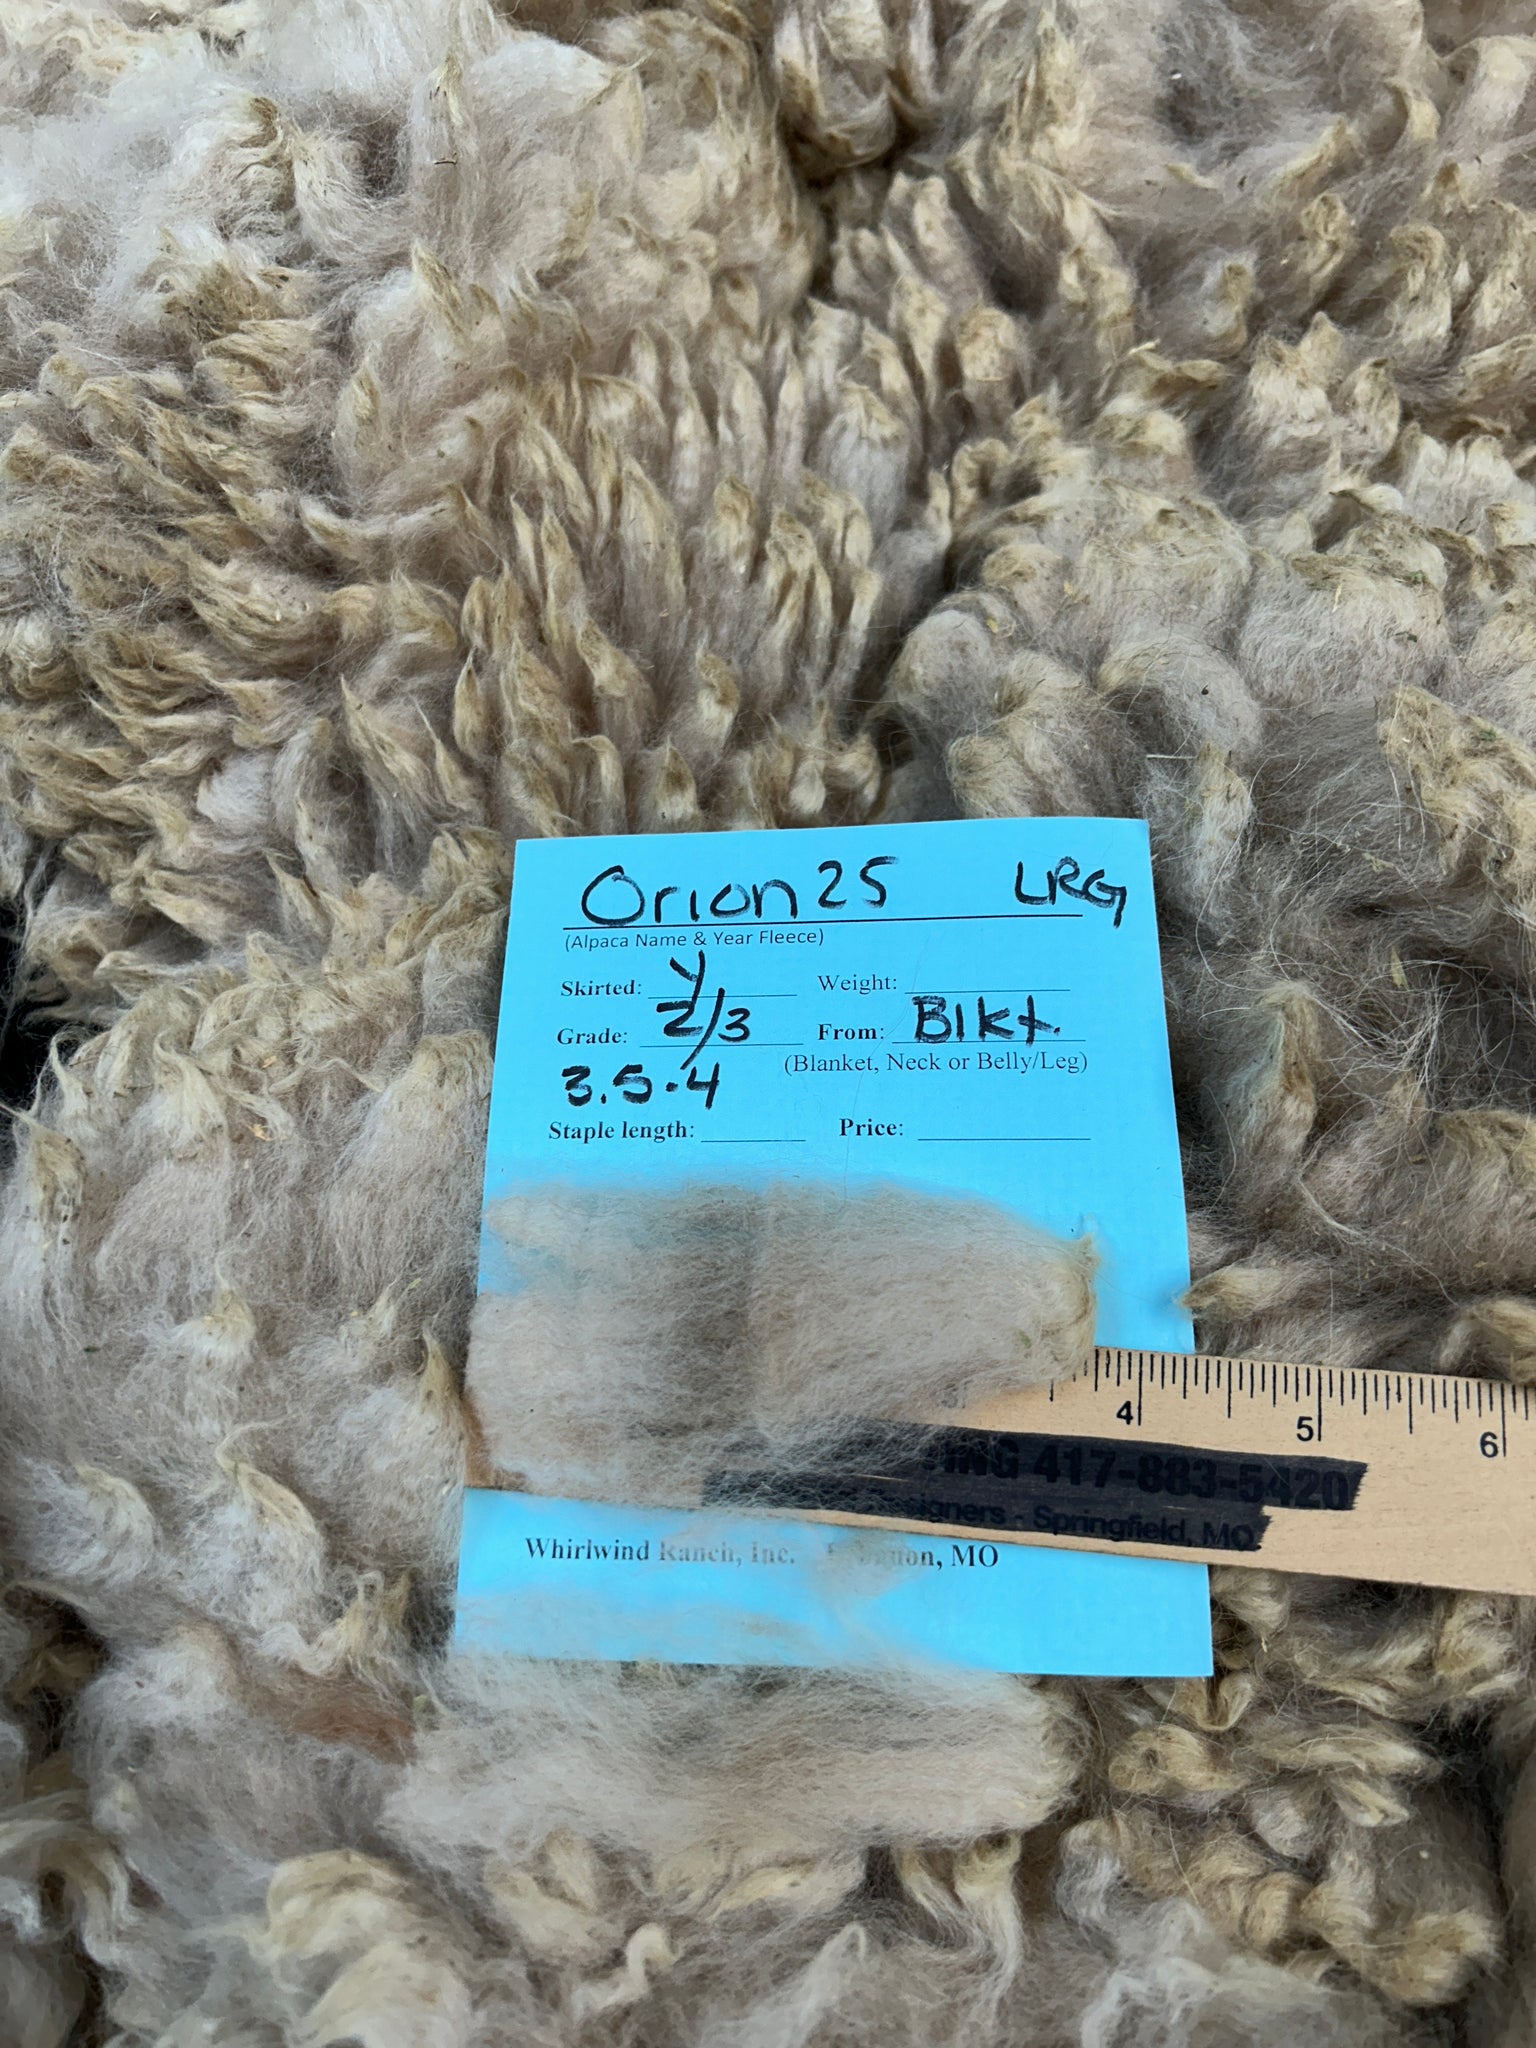 Orion 25 LRG
(Alpaca Name & Year Fleece)
Skirted: y Weight:
Grade: 2/3 From: Blkt.
3.5-4 (Blanket, Neck or Belly/Leg)
Staple length: Price:
4 5 6
417-883-5420
Springfield, MO
Whirlwind Ranch, Inc. MO